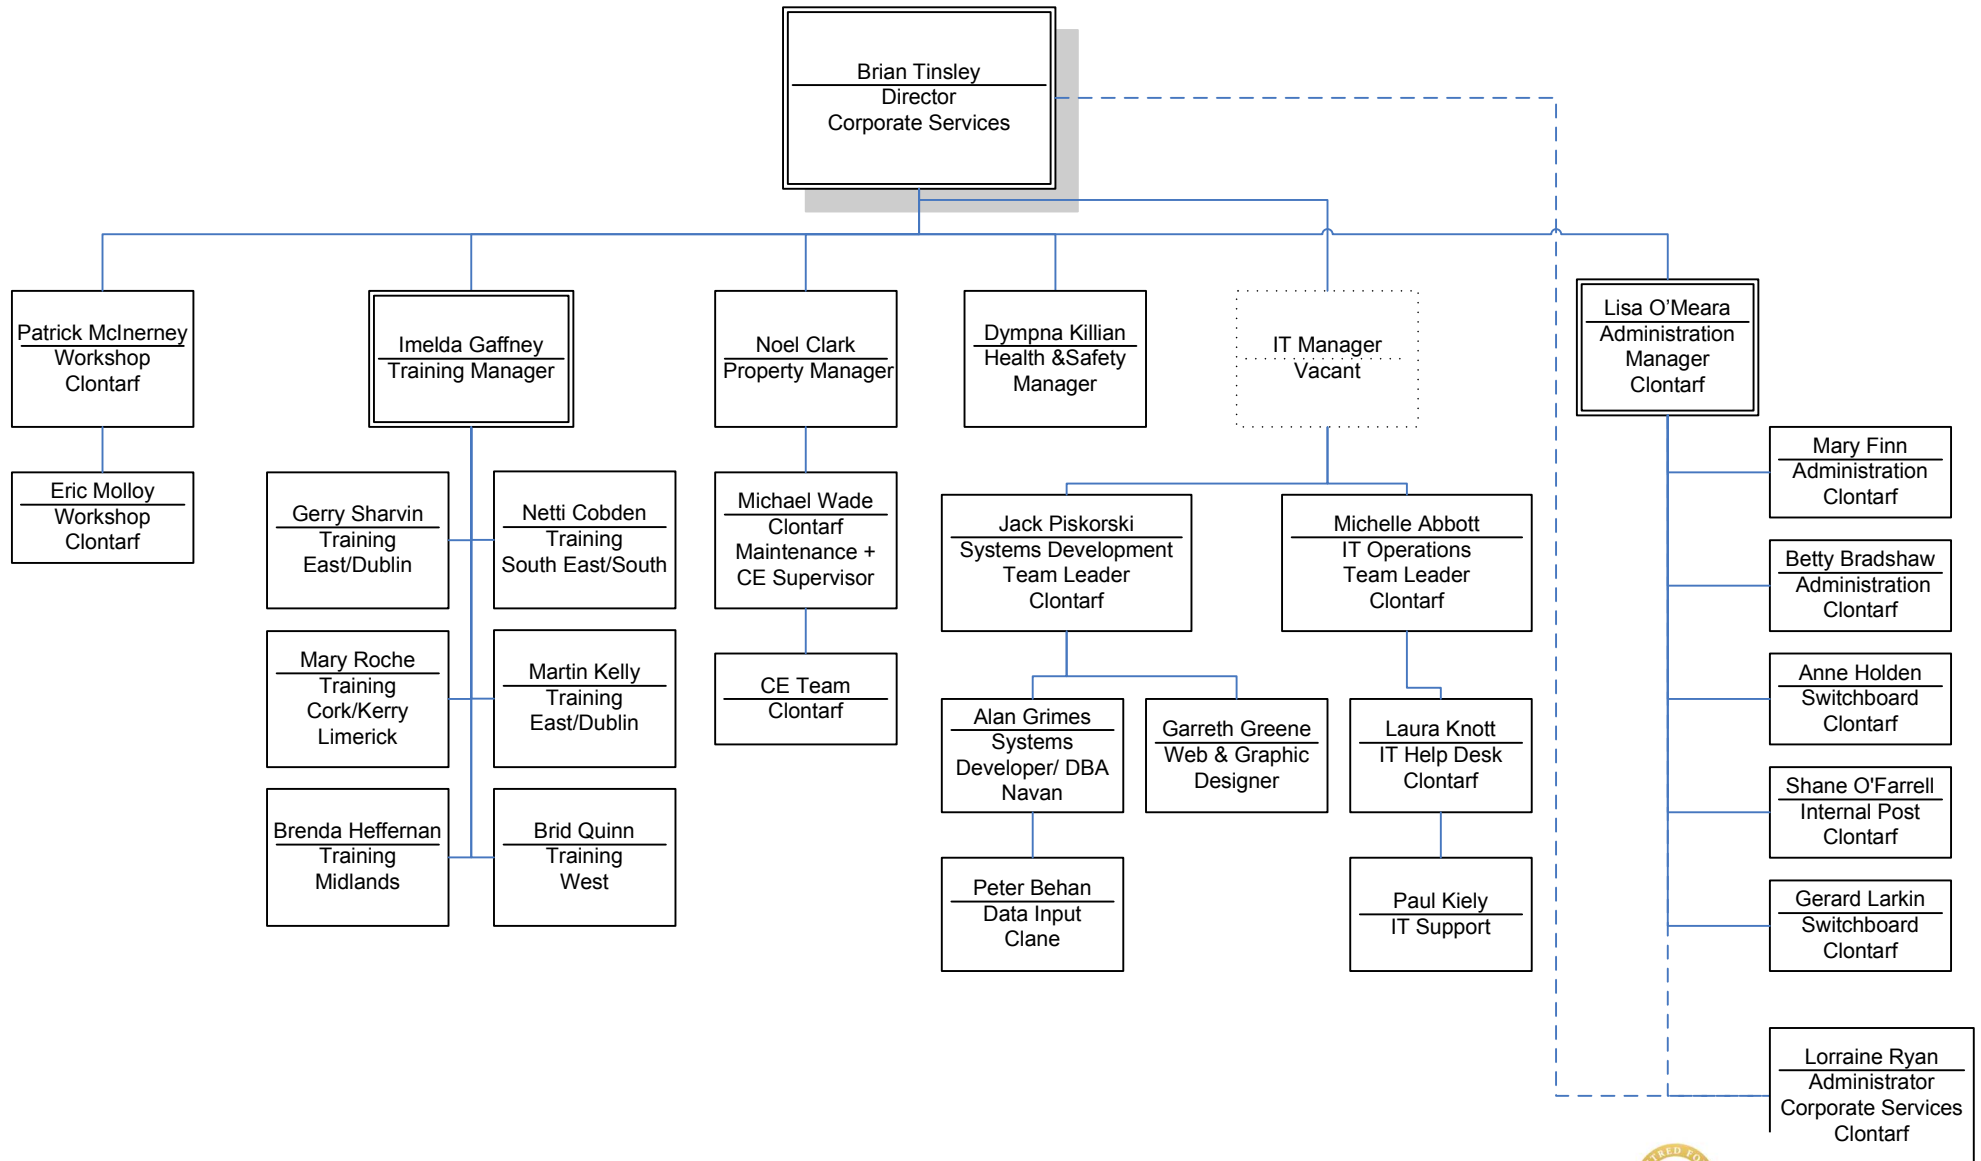 Brian Tinsley
Director
Corporate Services
Patrick McInerney
Workshop
Clontarf
Imelda Gaffney
Training Manager
Noel Clark
Property Manager
Dympna Killian
Health &Safety
Manager
IT Manager
Vacant
Lisa O’Meara
Administration
Manager
Clontarf
Eric Molloy
Workshop
Clontarf
Gerry Sharvin
Training
East/Dublin
Netti Cobden
Training
South East/South
Mary Roche
Training
Cork/Kerry
Limerick
Martin Kelly
Training
East/Dublin
Brenda Heffernan
Training
Midlands
Brid Quinn
Training
West
Michael Wade
Clontarf
Maintenance +
CE Supervisor
CE Team
Clontarf
Jack Piskorski
Systems Development
Team Leader
Clontarf
Michelle Abbott
IT Operations
Team Leader
Clontarf
Alan Grimes
Systems
Developer/ DBA
Navan
Garreth Greene
Web & Graphic
Designer
Laura Knott
IT Help Desk
Clontarf
Peter Behan
Data Input
Clane
Paul Kiely
IT Support
Mary Finn
Administration
Clontarf
Betty Bradshaw
Administration
Clontarf
Anne Holden
Switchboard
Clontarf
Shane O'Farrell
Internal Post
Clontarf
Gerard Larkin
Switchboard
Clontarf
Lorraine Ryan
Administrator
Corporate Services
Clontarf